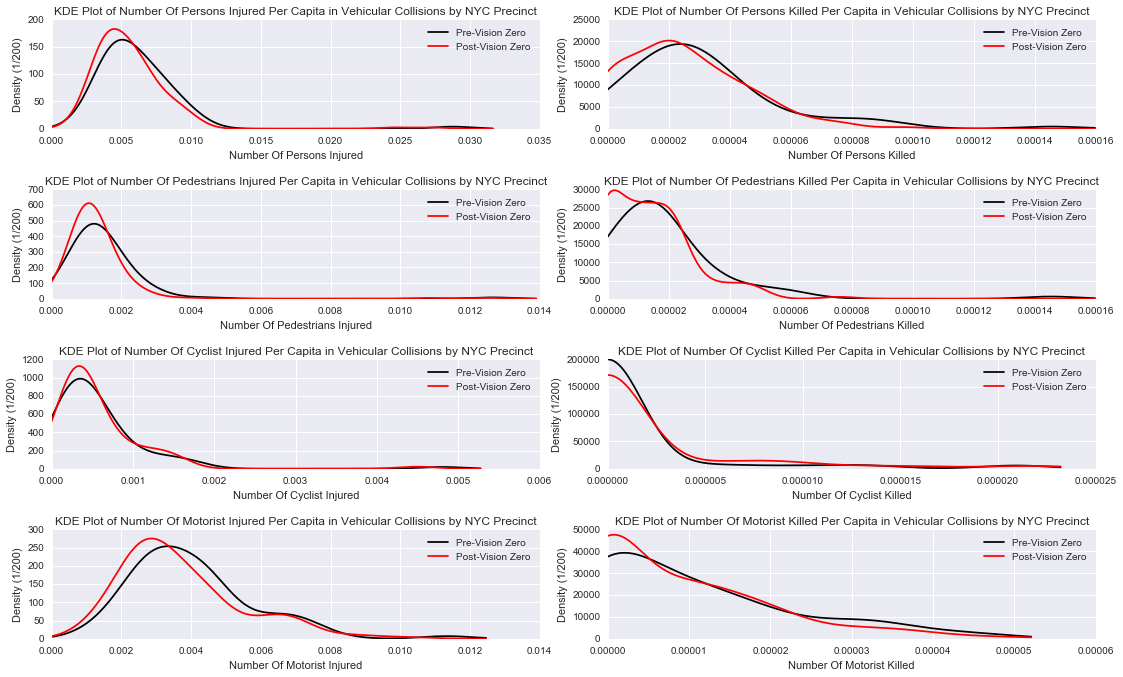 KDE Plot of Number Of Persons Injured Per Capita in Vehicular Collisions by NYC Precinct
200
150
100
50
0
Density (1/200)
Pre-Vision Zero
Post-Vision Zero
0.000 0.005 0.010 0.015 0.020 0.025 0.030 0.035
Number Of Persons Injured
KDE Plot of Number Of Persons Killed Per Capita in Vehicular Collisions by NYC Precinct
25000
20000
15000
10000
5000
0
Density (1/200)
Pre-Vision Zero
Post-Vision Zero
0.00000 0.00002 0.00004 0.00006 0.00008 0.00010 0.00012 0.00014 0.00016
Number Of Persons Killed
KDE Plot of Number Of Pedestrians Injured Per Capita in Vehicular Collisions by NYC Precinct
700
600
500
400
300
200
100
0
Density (1/200)
Pre-Vision Zero
Post-Vision Zero
0.000 0.002 0.004 0.006 0.008 0.010 0.012 0.014
Number Of Pedestrians Injured
KDE Plot of Number Of Pedestrians Killed Per Capita in Vehicular Collisions by NYC Precinct
30000
25000
20000
15000
10000
5000
0
Density (1/200)
Pre-Vision Zero
Post-Vision Zero
0.00000 0.00002 0.00004 0.00006 0.00008 0.00010 0.00012 0.00014 0.00016
Number Of Pedestrians Killed
KDE Plot of Number Of Cyclist Injured Per Capita in Vehicular Collisions by NYC Precinct
1200
1000
800
600
400
200
0
Density (1/200)
Pre-Vision Zero
Post-Vision Zero
0.000 0.001 0.002 0.003 0.004 0.005 0.006
Number Of Cyclist Injured
KDE Plot of Number Of Cyclist Killed Per Capita in Vehicular Collisions by NYC Precinct
200000
150000
100000
50000
0
Density (1/200)
Pre-Vision Zero
Post-Vision Zero
0.000000 0.000005 0.000010 0.000015 0.000020 0.000025
Number Of Cyclist Killed
KDE Plot of Number Of Motorist Injured Per Capita in Vehicular Collisions by NYC Precinct
300
250
200
150
100
50
0
Density (1/200)
Pre-Vision Zero
Post-Vision Zero
0.000 0.002 0.004 0.006 0.008 0.010 0.012 0.014
Number Of Motorist Injured
KDE Plot of Number Of Motorist Killed Per Capita in Vehicular Collisions by NYC Precinct
50000
40000
30000
20000
10000
0
Density (1/200)
Pre-Vision Zero
Post-Vision Zero
0.00000 0.00001 0.00002 0.00003 0.00004 0.00005 0.00006
Number Of Motorist Killed